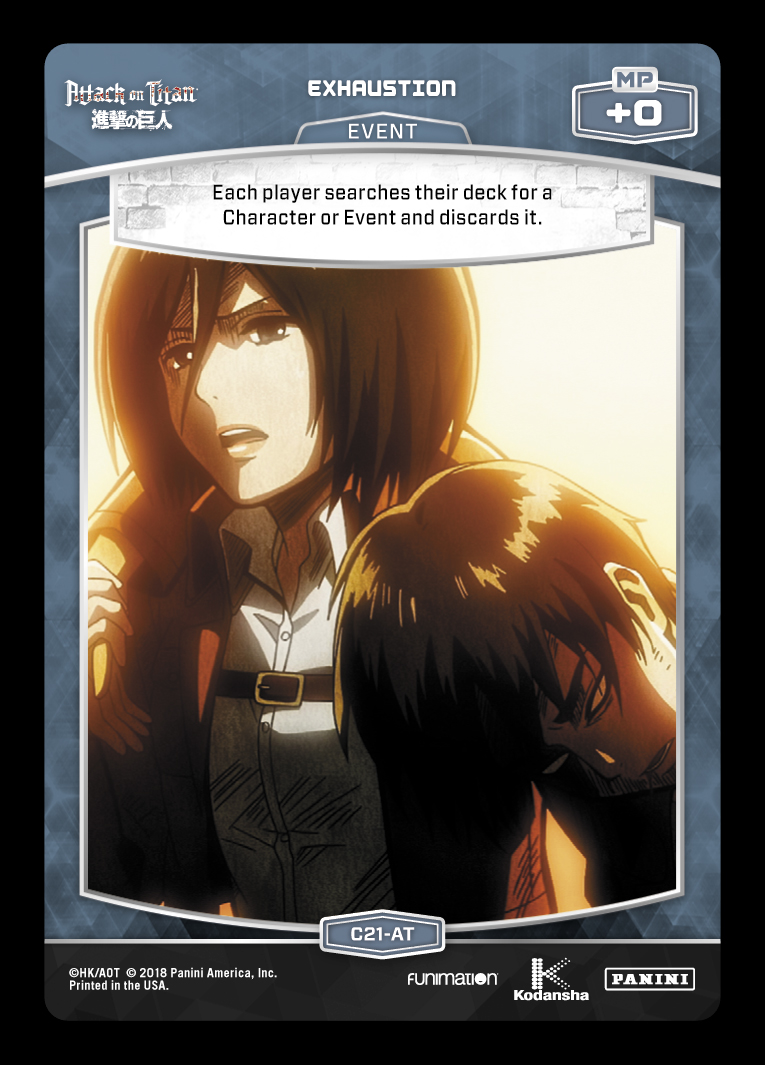 Attack on Titan
進撃の巨人
EXHAUSTION
EVENT
MP
+0
Each player searches their deck for a
Character or Event and discards it.
C21-AT
©HK/AOT © 2018 Panini America, Inc.
Printed in the USA.
FUNIMATION
Kodansha
PANINI